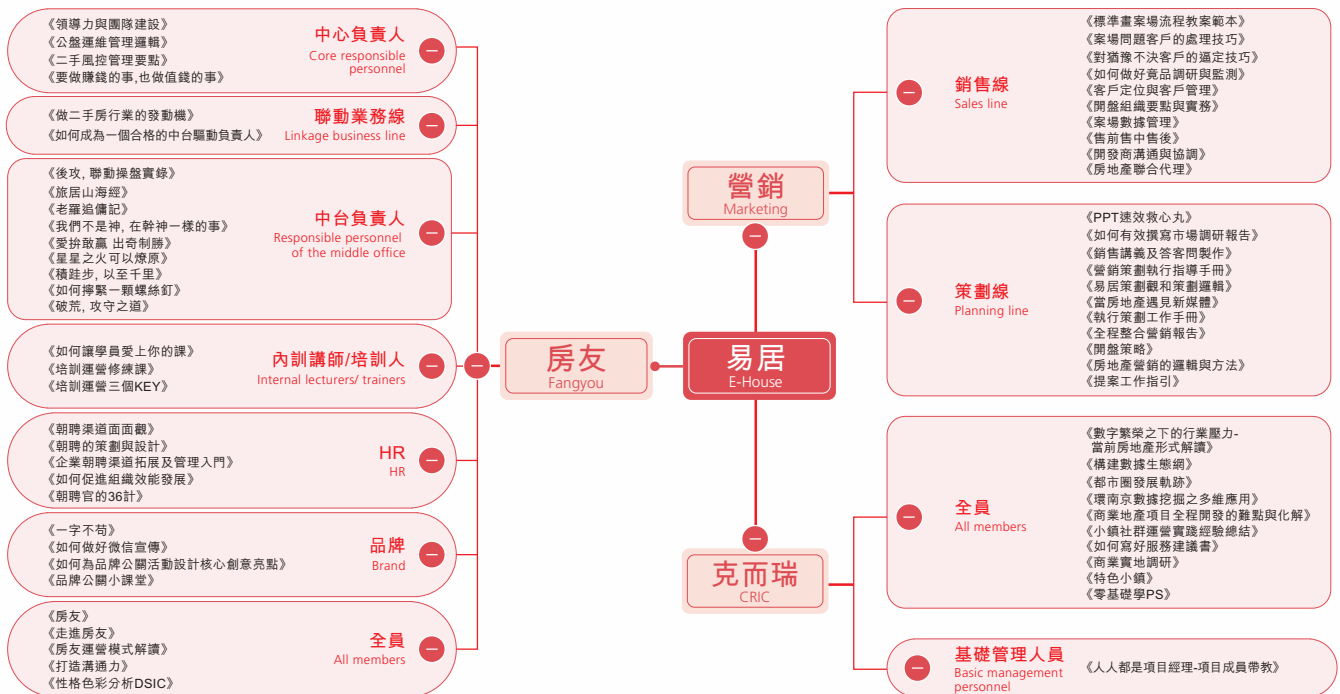 《領導力與團隊建設》
《公盤運維管理邏輯》
《二手風控管理要點》
《要做賺錢的事,也做值錢的事》
中心負責人
Core responsible
personnel
《做二手房行業的發動機》
《如何成為一個合格的中台驅動負責人》
聯動業務線
Linkage business line
《後攻, 聯動操盤實錄》
《旅居山海經》
《老羅追傭記》
《我們不是神, 在幹神一樣的事》
《愛拚敢贏 出奇制勝》
《星星之火可以燎原》
《積跬步, 以至千里》
《如何擰緊一顆螺絲釘》
《破荒, 攻守之道》
中台負責人
Responsible personnel
of the middle office
《如何讓學員愛上你的課》
《培訓運營修練課》
《培訓運營三個KEY》
內訓講師/培訓人
Internal lecturers/ trainers
《朝聘渠道面面觀》
《朝聘的策劃與設計》
《企業朝聘渠道拓展及管理入門》
《如何促進組織效能發展》
《朝聘官的36計》
HR
HR
《一字不苟》
《如何做好微信宣傳》
《如何為品牌公關活動設計核心創意亮點》
《品牌公關小課堂》
品牌
Brand
《房友》
《走進房友》
《房友運營模式解讀》
《打造溝通力》
《性格色彩分析DSIC》
全員
All members
房友
Fangyou
易居
E-House
營銷
Marketing
克而瑞
CRIC
銷售線
Sales line
《標準畫案場流程教案範本》
《案場問題客戶的處理技巧》
《對猶豫不決客戶的逼定技巧》
《如何做好竟品調研與監測》
《客戶定位與客戶管理》
《開盤組織要點與實務》
《案場數據管理》
《售前售中售後》
《開發商溝通與協調》
《房地產聯合代理》
策劃線
Planning line
《PPT速效救心丸》
《如何有效撰寫市場調研報告》
《銷售講義及答客問製作》
《營銷策劃執行指導手冊》
《易居策劃觀和策劃邏輯》
《當房地產遇見新媒體》
《執行策劃工作手冊》
《全程整合營銷報告》
《開盤策略》
《房地產營銷的邏輯與方法》
《提案工作指引》
全員
All members
《數字繁榮之下的行業壓力-
當前房地產形式解讀》
《構建數據生態網》
《都市圈發展軌跡》
《環南京數據挖掘之多維應用》
《商業地產項目全程開發的難點與化解》
《小鎮社群運營實踐經驗總結》
《如何寫好服務建議書》
《商業實地調研》
《特色小鎮》
《零基礎學PS》
基礎管理人員
Basic management
personnel
《人人都是項目經理-項目成員帶教》